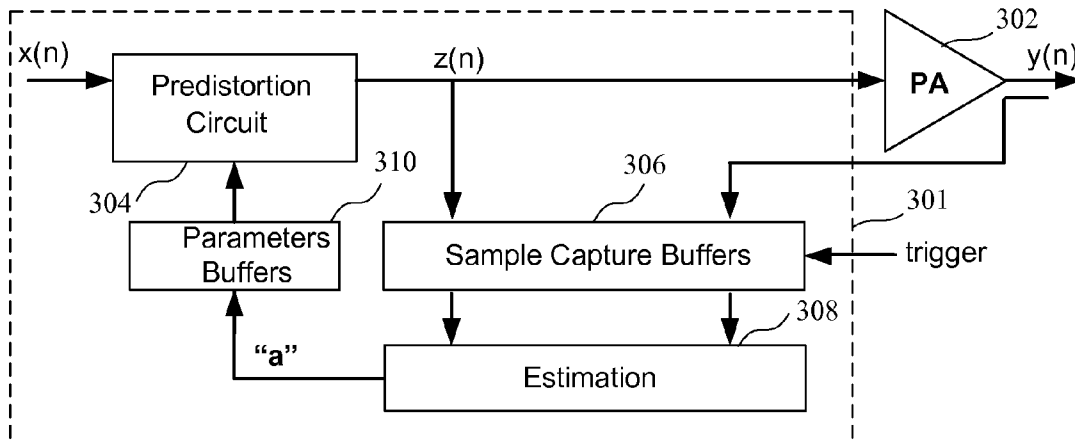 x(n)
Predistortion
Circuit
z(n)
302
PA
y(n)
304
310
306
301
Parameters
Buffers
Sample Capture Buffers
trigger
308
“a”
Estimation